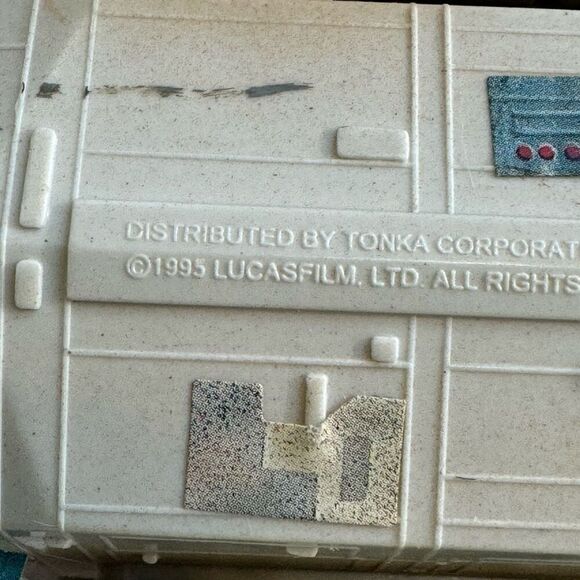 DISTRIBUTED BY TONKA CORPORAT
©1995 LUCASFILM, LTD. ALL RIGHTS